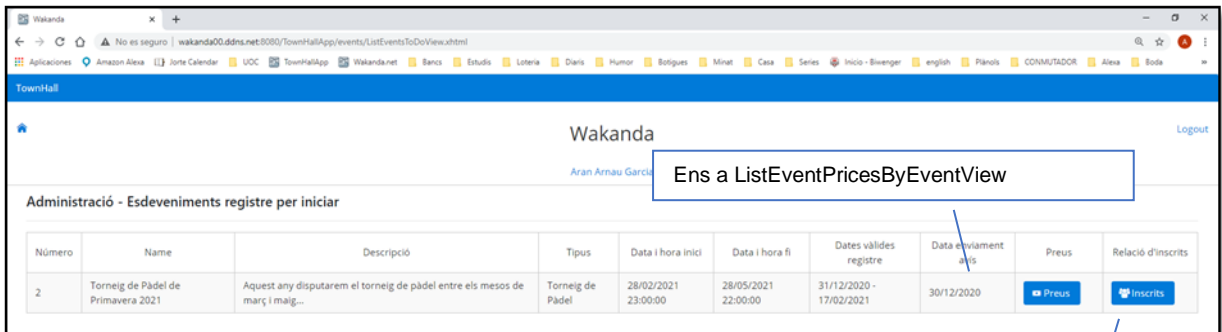 Wakanda
No es seguro | wakanda00.ddns.net:8080/TownHallApp/events/ListEventsToDoView.xhtml
Aplicaciones Amazon Alexa Jorte Calendar UOC TownHallApp Wakanda.net Bancs Estudis Loteria Diaris Humor Botigues Minat Casa Series Inicio - Biwenger english Plànols CONMUTADOR Alexa Boda »
TownHall
Wakanda
Logout
Aran Arnau Garcia
Ens a ListEventPricesByEventView
Administració - Esdeveniments registre per iniciar
Número Name Descripció Tipus Data i hora inici Data i hora fi Dates vàlides registre Data enviament avís Preus Relació d'inscrits
2 Torneig de Pàdel de Primavera 2021 Aquest any disputarem el torneig de pàdel entre els mesos de març i maig... Torneig de Pàdel 28/02/2021 23:00:00 28/05/2021 22:00:00 31/12/2020 - 17/02/2021 30/12/2020 Preus Inscrits